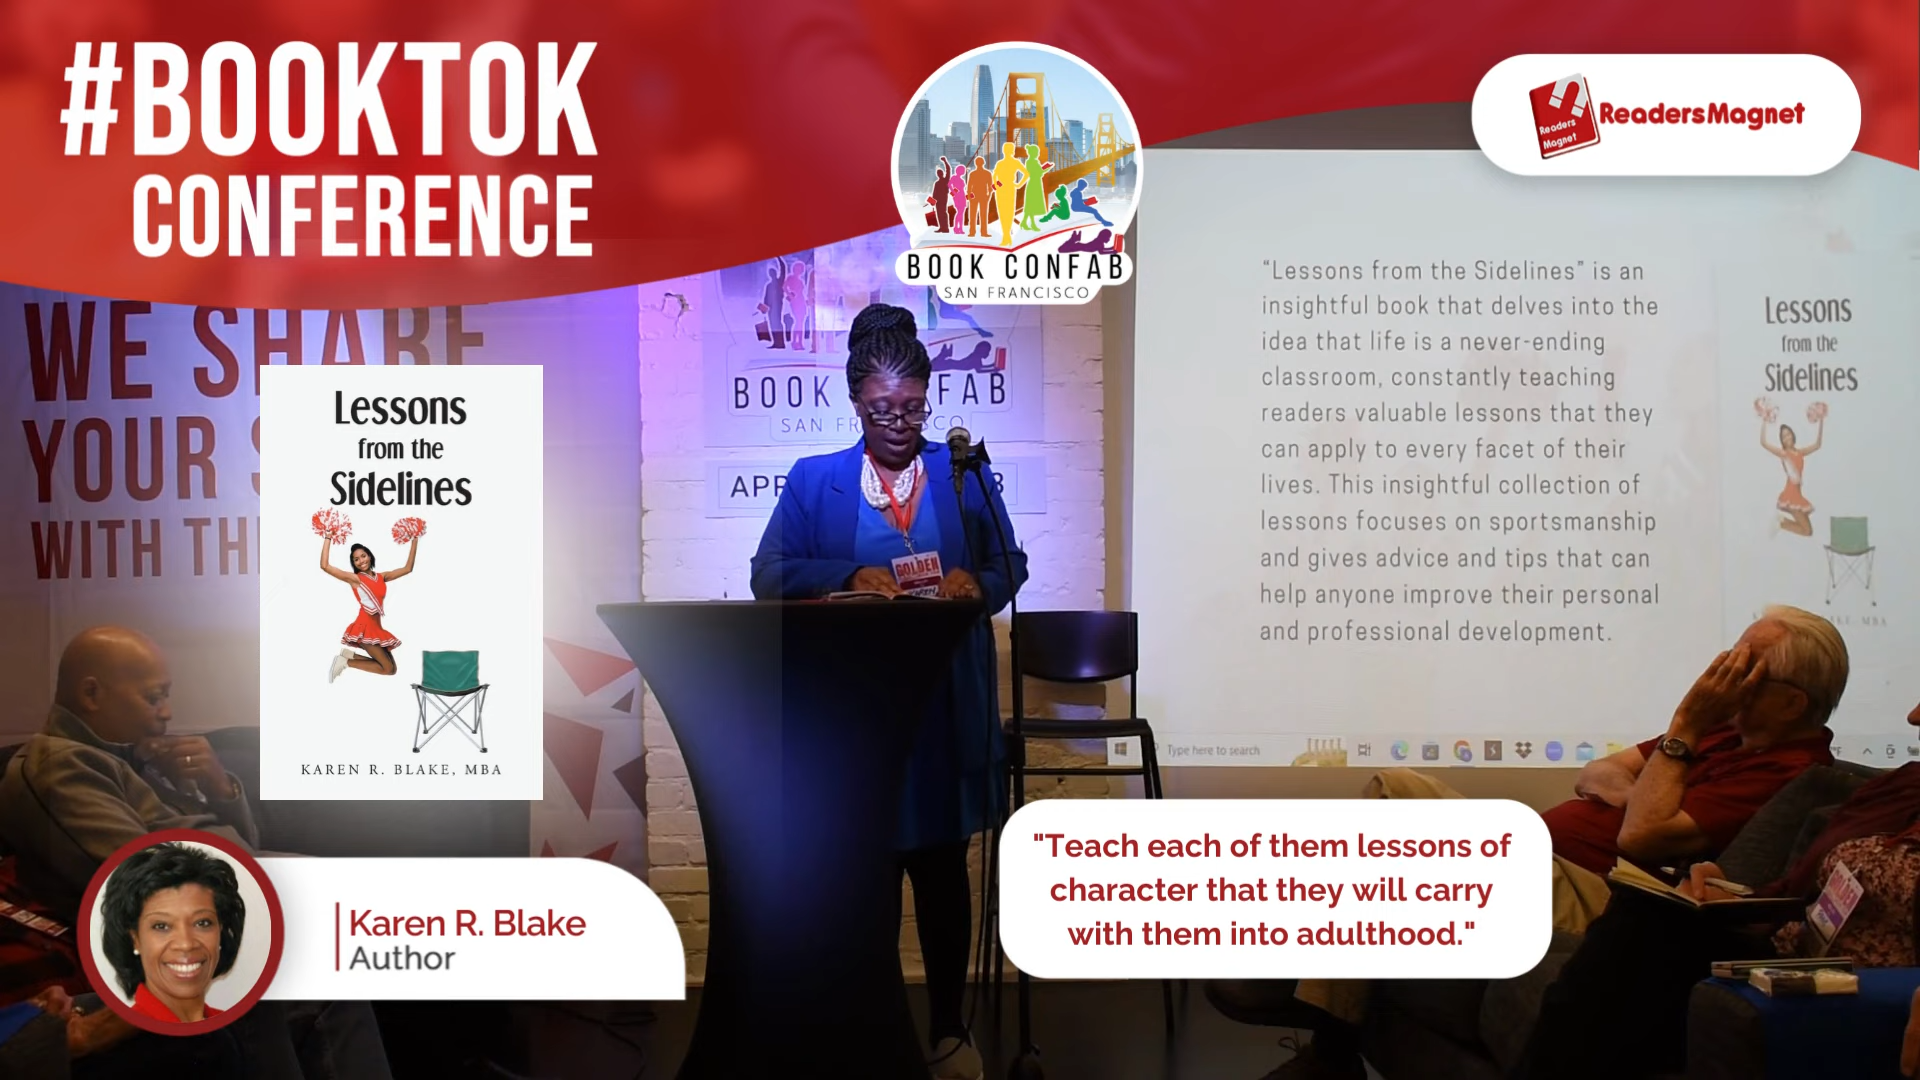 #BOOKTOK
CONFERENCE
BOOK CONFAB
SAN FRANCISCO
Readers
Magnet
ReadersMagnet
WE SHARE
YOUR
WITH
Lessons
from the
Sidelines
KAREN R. BLAKE, MBA
BOOK
SAN
GOLDEN
"Lessons from the Sidelines" is an
insightful book that delves into the
idea that life is a never-ending
classroom, constantly teaching
readers valuable lessons that they
can apply to every facet of their
lives. This insightful collection of
lessons focuses on sportsmanship
and gives advice and tips that can
help anyone improve their personal
and professional development.
Lessons
from the
Sidelines
Type here to search
Karen R. Blake
Author
"Teach each of them lessons of
character that they will carry
with them into adulthood."